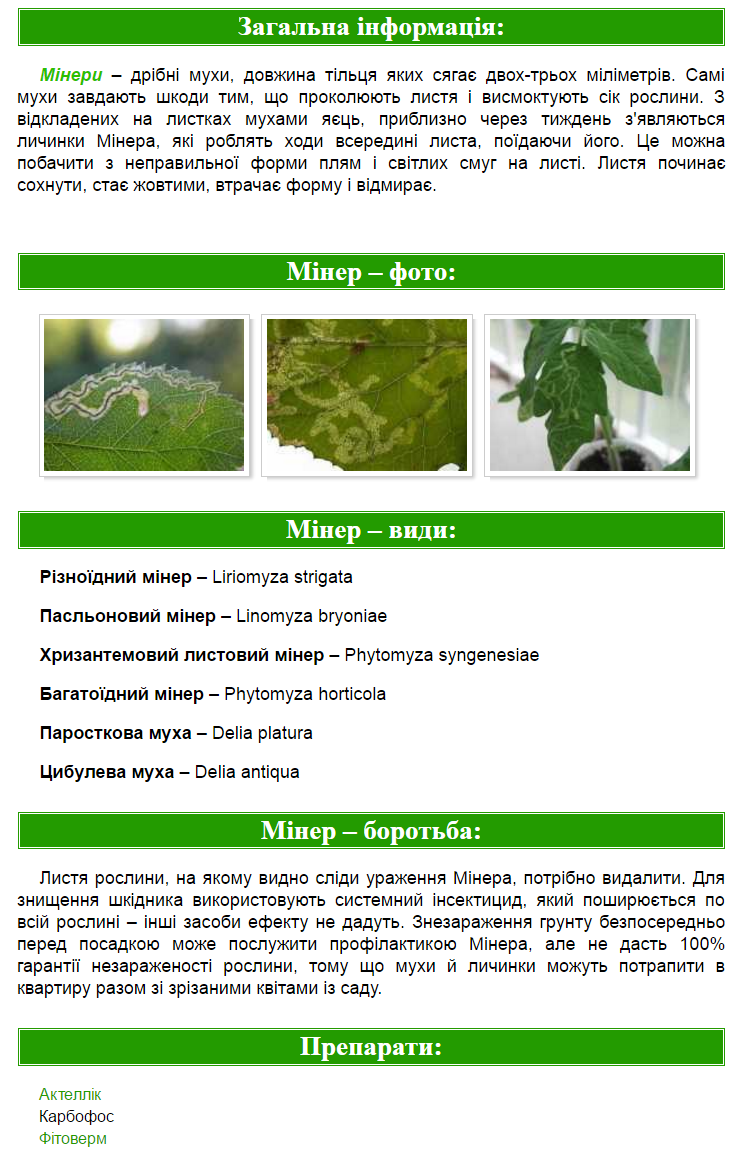 Загальна інформація:
Мінери – дрібні мухи, довжина тільця яких сягає двох-трьох міліметрів. Самі
мухи завдають шкоди тим, що проколюють листя і висмоктують сік рослини. З
відкладених на листках мухами яєць, приблизно через тиждень з'являються
личинки Мінера, які роблять ходи всередині листа, поїдаючи його. Це можна
побачити з неправильної форми плям і світлих смуг на листі. Листя починає
сохнути, стає жовтими, втрачає форму і відмирає.
Мінер – фото:
Мінер – види:
Різноїдний мінер – Liriomyza strigata
Пасльоновий мінер – Linomyza bryoniae
Хризантемовий листовий мінер – Phytomyza syngenesiae
Багатоїдний мінер – Phytomyza horticola
Паросткова муха – Delia platura
Цибулева муха – Delia antiqua
Мінер – боротьба:
Листя рослини, на якому видно сліди ураження Мінера, потрібно видалити. Для
знищення шкідника використовують системний інсектицид, який поширюється по
всій рослині – інші засоби ефекту не дадуть. Знезараження грунту безпосередньо
перед посадкою може послужити профілактикою Мінера, але не дасть 100%
гарантії незараженості рослини, тому що мухи й личинки можуть потрапити в
квартиру разом зі зрізаними квітами із саду.
Препарати:
Актеллік
Карбофос
Фітоверм